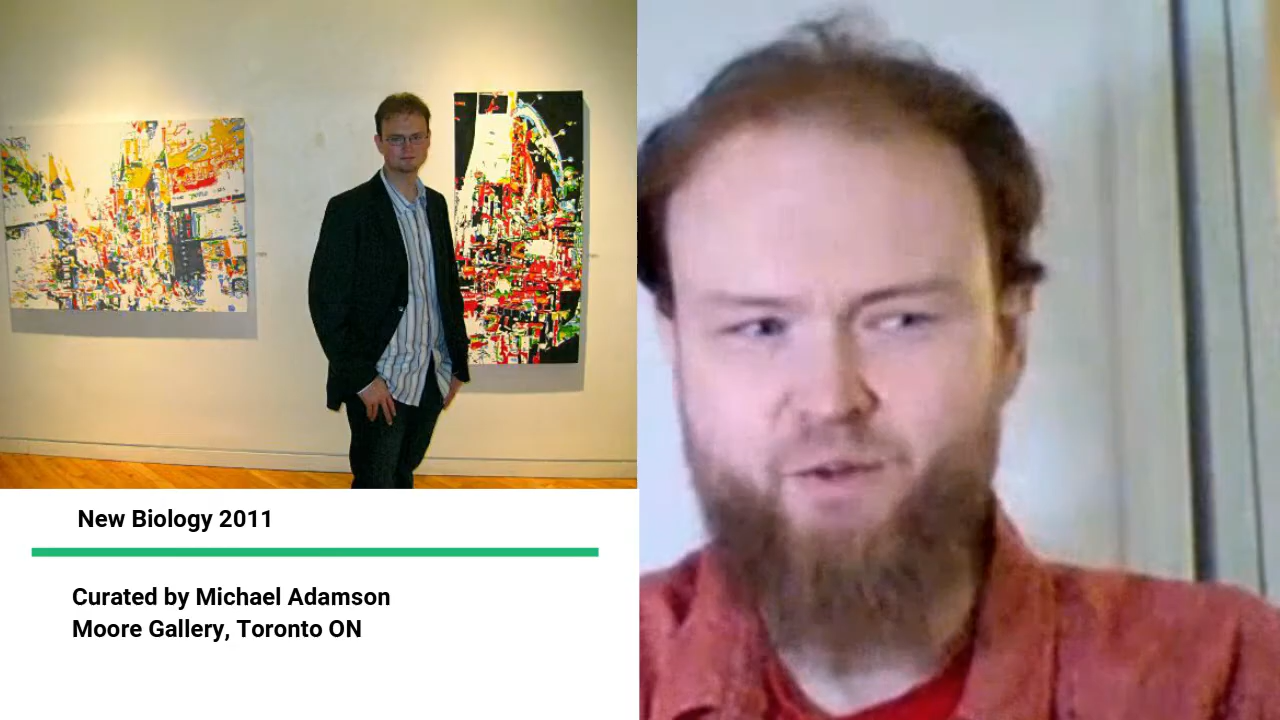 New Biology 2011
Curated by Michael Adamson
Moore Gallery, Toronto ON